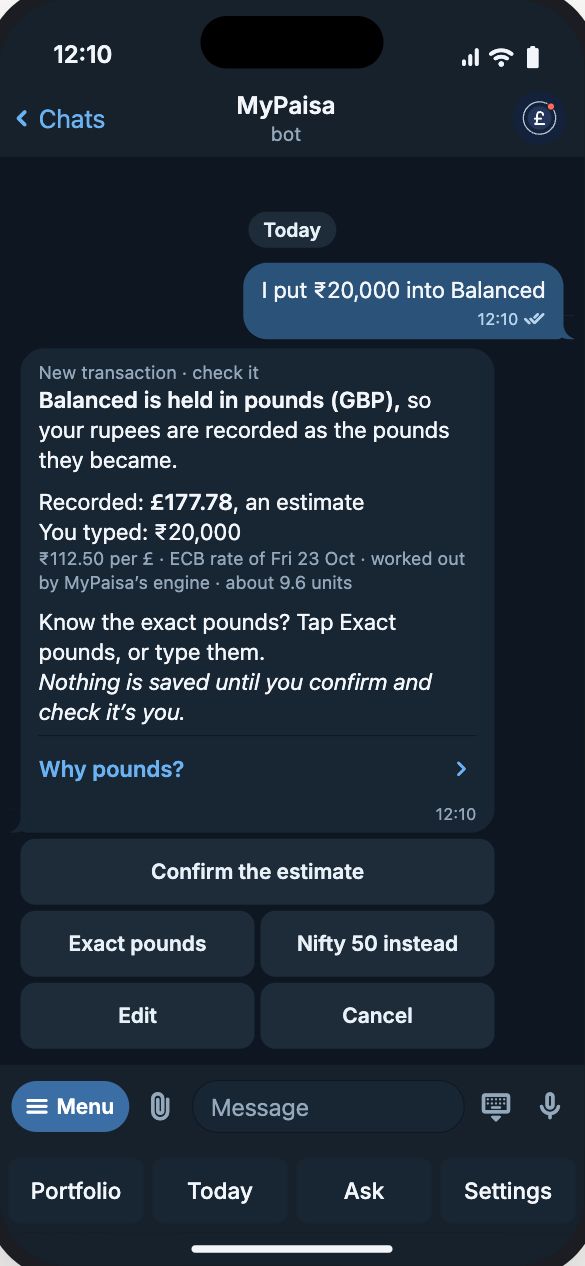 12:10
Chats
MyPaisa
bot
£
Today
I put ₹20,000 into Balanced
12:10
New transaction · check it
Balanced is held in pounds (GBP), so
your rupees are recorded as the pounds
they became.
Recorded: £177.78, an estimate
You typed: ₹20,000
₹112.50 per £ · ECB rate of Fri 23 Oct · worked out
by MyPaisa’s engine · about 9.6 units
Know the exact pounds? Tap Exact
pounds, or type them.
Nothing is saved until you confirm and
check it’s you.
Why pounds?
12:10
Confirm the estimate
Exact pounds
Nifty 50 instead
Edit
Cancel
Menu
Message
Portfolio
Today
Ask
Settings